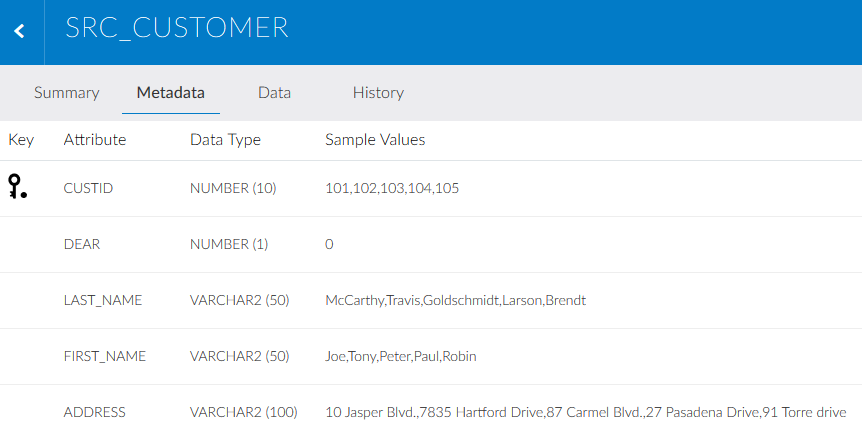 SRC_CUSTOMER
Summary Metadata Data History
Key Attribute Data Type Sample Values
CUSTID NUMBER (10) 101,102,103,104,105
DEAR NUMBER (1) 0
LAST_NAME VARCHAR2 (50) McCarthy,Travis,Goldschmidt,Larson,Brendt
FIRST_NAME VARCHAR2 (50) Joe,Tony,Peter,Paul,Robin
ADDRESS VARCHAR2 (100) 10 Jasper Blvd.,7835 Hartford Drive,87 Carmel Blvd.,27 Pasadena Drive,91 Torre drive